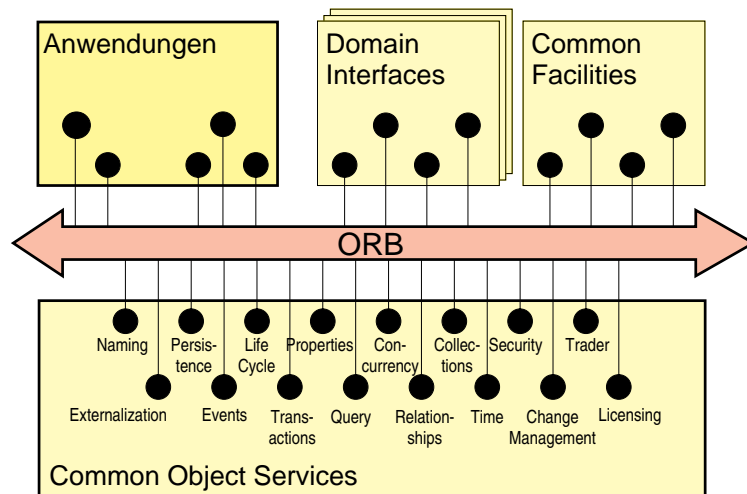 Anwendungen
Domain
Interfaces
Common
Facilities
ORB
Naming
Persis-
tence
Life
Cycle
Properties
Con-
currency
Collec-
tions
Security
Trader
Externalization
Events
Trans-
actions
Query
Relation-
ships
Time
Change
Management
Licensing
Common Object Services